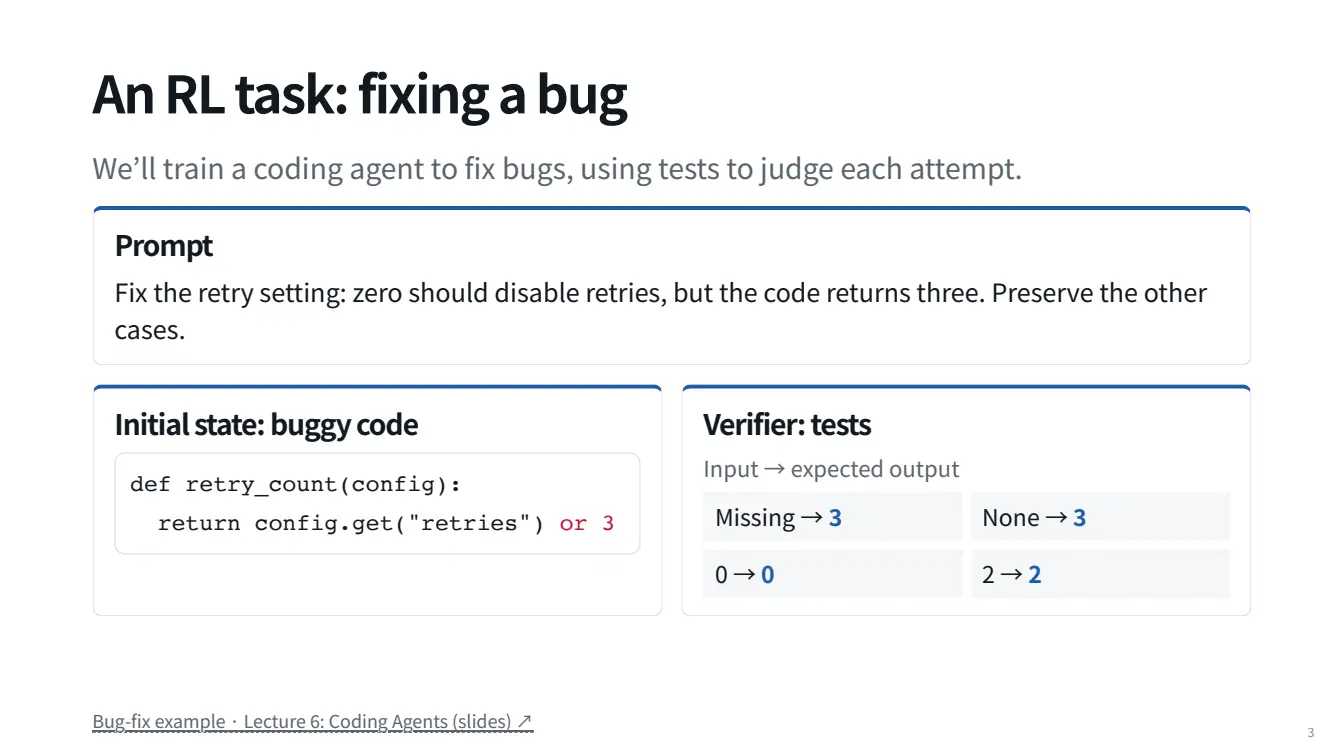 An RL task: fixing a bug
We’ll train a coding agent to fix bugs, using tests to judge each attempt.
Prompt
Fix the retry setting: zero should disable retries, but the code returns three. Preserve the other
cases.
Initial state: buggy code
def retry_count(config):
  return config.get("retries") or 3
Verifier: tests
Input → expected output
Missing → 3
None → 3
0 → 0
2 → 2
Bug-fix example · Lecture 6: Coding Agents (slides) ↗
3